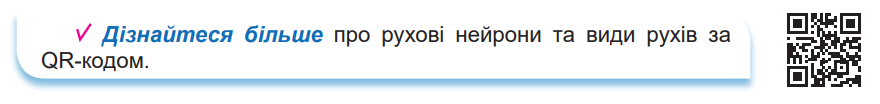 ✓ Дізнайтеся більше про рухові нейрони та види рухів за
QR-кодом.